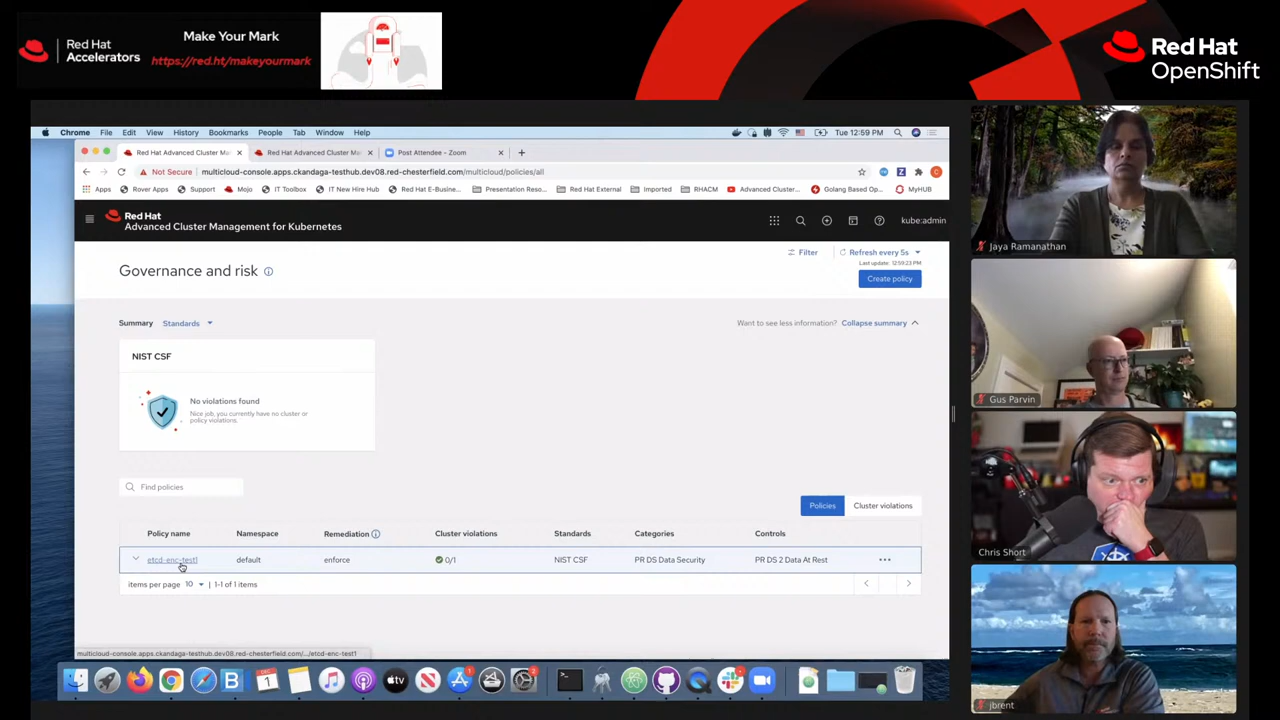 Red Hat
Accelerators
Make Your Mark
https://red.ht/makeyourmark
Red Hat
OpenShift
Chrome File Edit View History Bookmarks People Tab Window Help
Tue 12:59 PM
Red Hat Advanced Cluster Man
Red Hat Advanced Cluster Man
Post Attendee - Zoom
Not Secure
multicloud-console.apps.ckandaga-testhub.dev08.red-chesterfield.com/multicloud/policies/all
Apps Rover Apps Support Mojo IT Toolbox IT New Hire Hub Red Hat E-Busine... Presentation Reso... Red Hat External Imported RHACM Advanced Cluster... Golang Based Op... MyHUB
Red Hat
Advanced Cluster Management for Kubernetes
kube:admin
Governance and risk
Filter
Refresh every 5s
Last update: 12:59:23 PM
Create policy
Summary Standards
Want to see less information? Collapse summary
NIST CSF
No violations found
Nice job, you currently have no cluster or
policy violations.
Find policies
Policies Cluster violations
Policy name Namespace Remediation Cluster violations Standards Categories Controls
etcd-enc-test1 default enforce 0/1 NIST CSF PR DS Data Security PR DS 2 Data At Rest
items per page 10 1-1 of 1 items
multicloud-console.apps.ckandaga-testhub.dev08.red-chesterfield.com/.../etcd-enc-test1
Jaya Ramanathan
Gus Parvin
Chris Short
jbrent